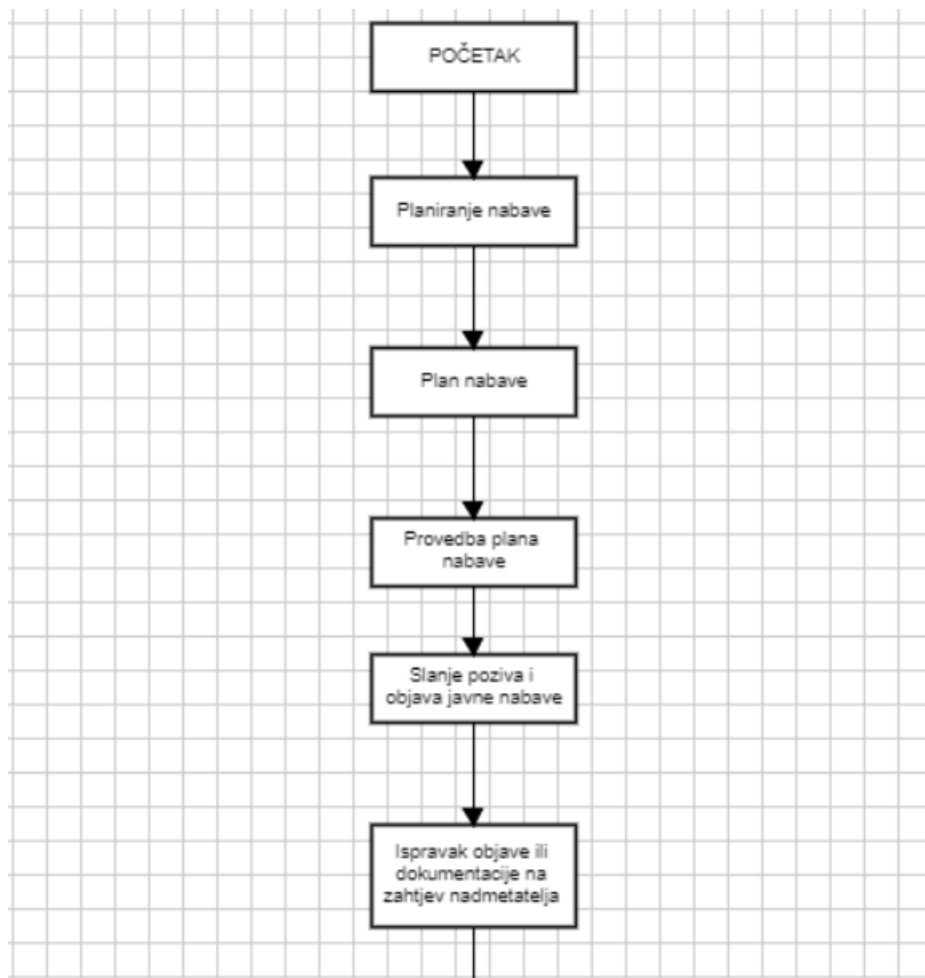 POČETAK
Planiranje nabave
Plan nabave
Provedba plana
nabave
Slanje poziva i
objava javne nabave
Ispravak objave ili
dokumentacije na
zahtjev nadmetatelja